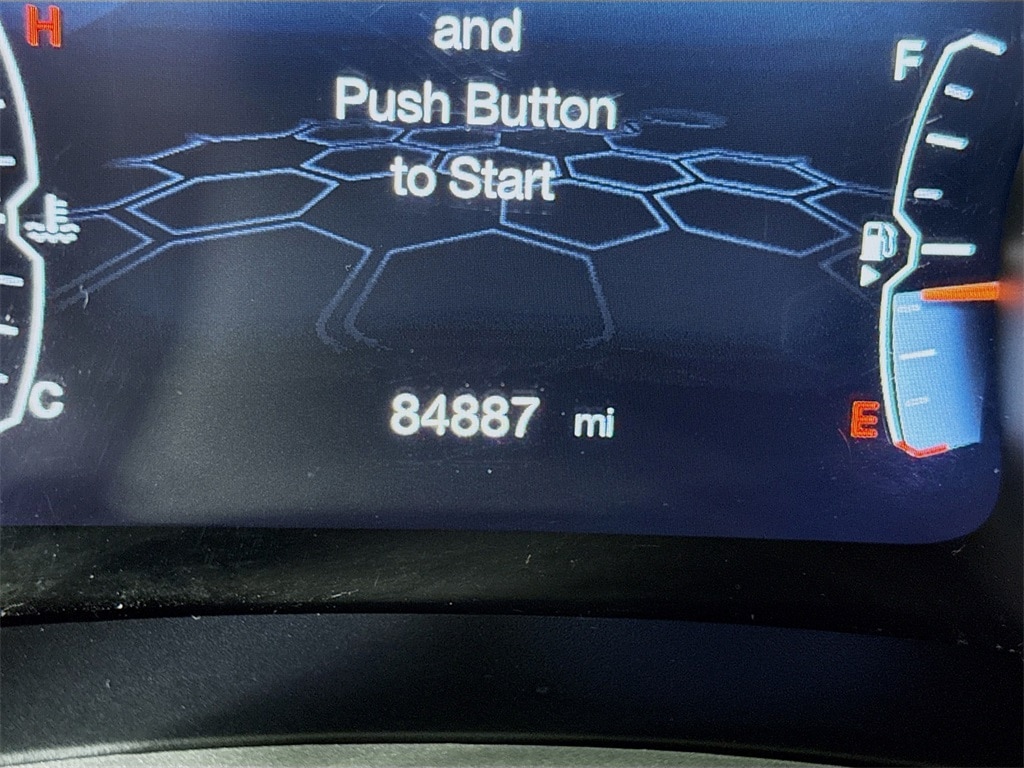 H
and
F
Push Button
to Start
C
84887 mi
E